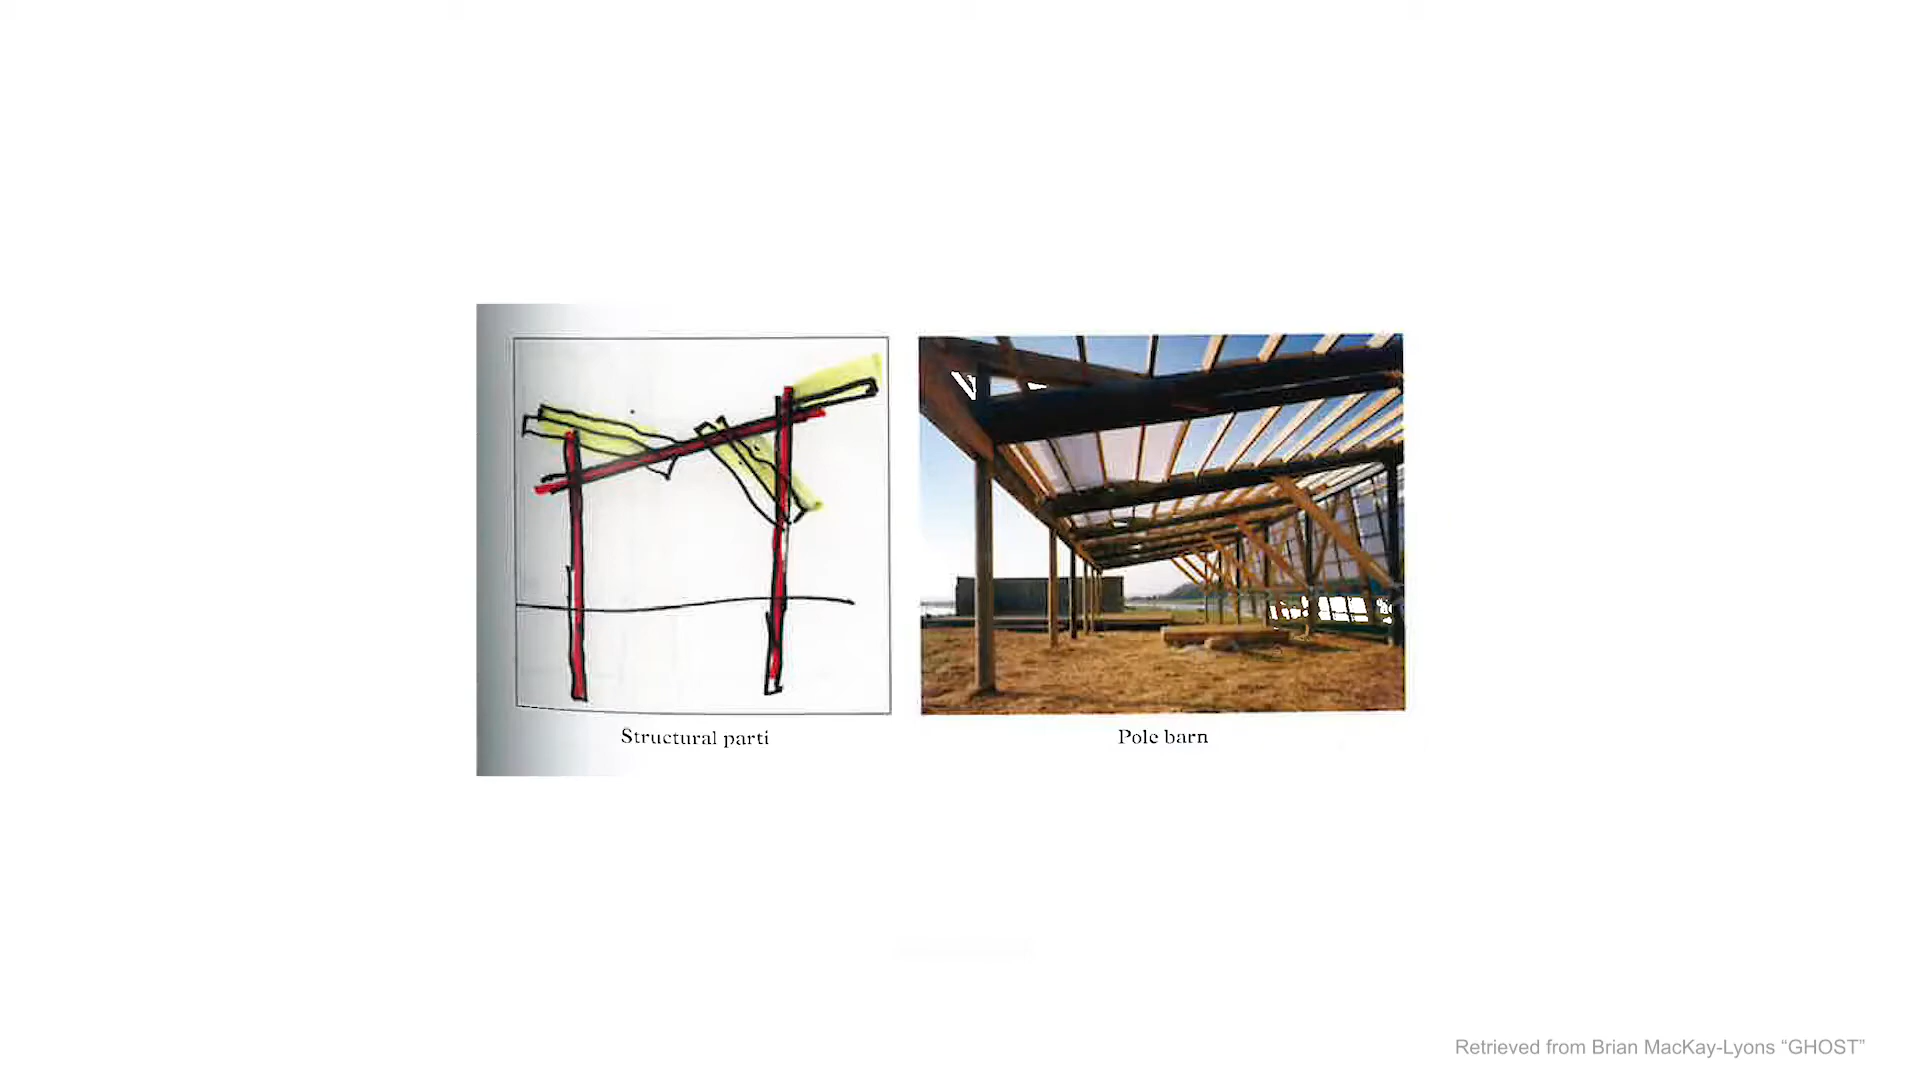 Structural parti
Pole barn
Retrieved from Brian MacKay-Lyons “GHOST”